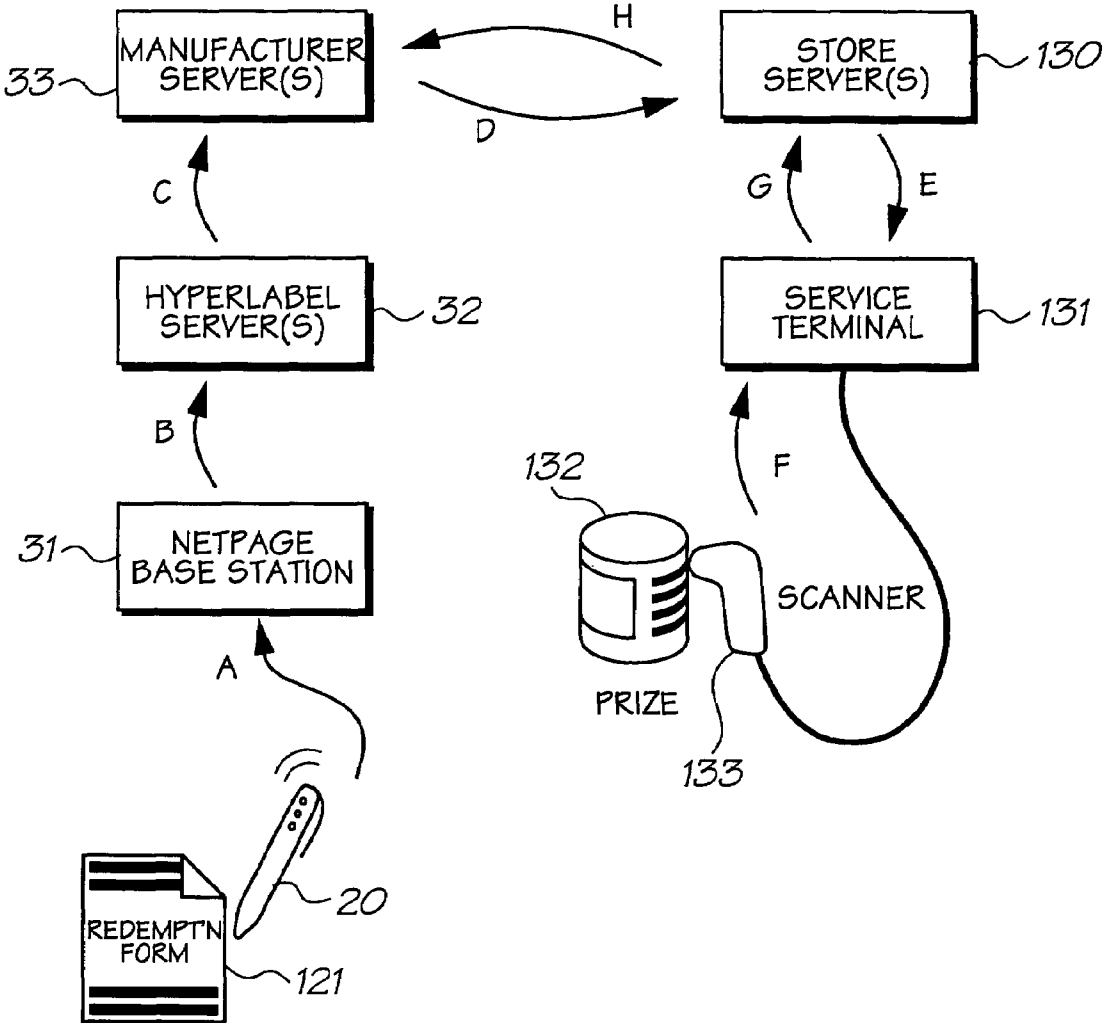 H
MANUFACTURER
SERVER(S)
33
STORE
SERVER(S)
130
D
C
G
E
HYPERLABEL
SERVER(S)
32
SERVICE
TERMINAL
131
B
F
132
NETPAGE
BASE STATION
31
SCANNER
A
PRIZE
133
20
REDEMPT'N
FORM
121